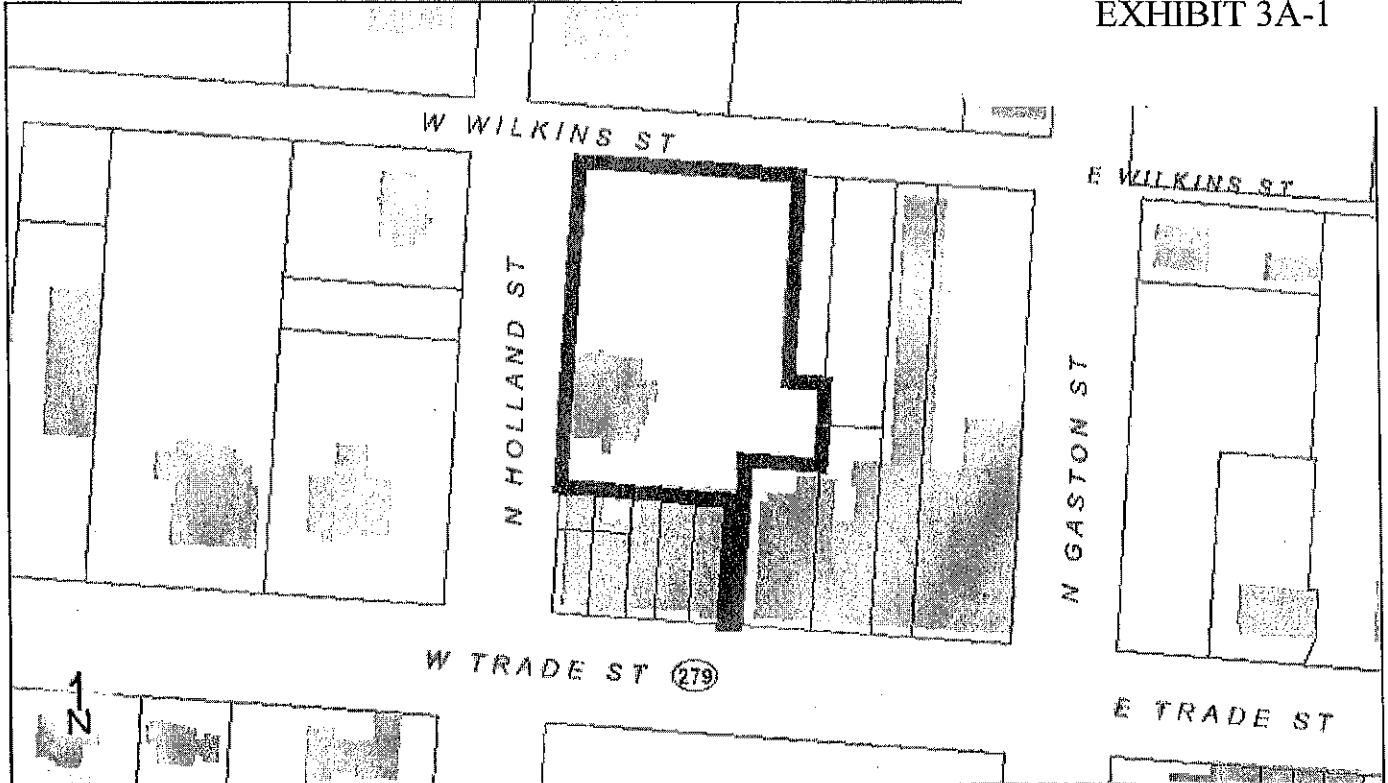 EXHIBIT 3A-1
W WILKINS ST
E WILKINS ST
N HOLLAND ST
N GASTON ST
W TRADE ST 279
E TRADE ST
N